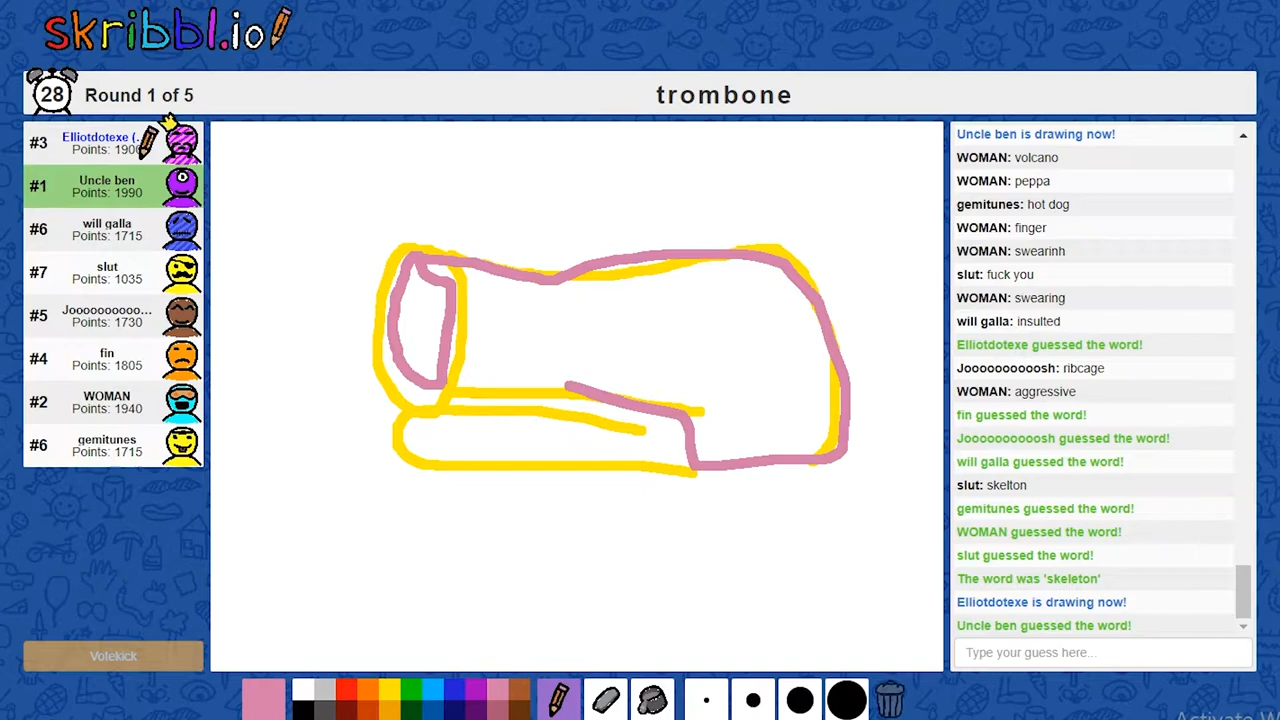 skribbl.io
28
Round 1 of 5
trombone
#3
Elliotdotexe (.
Points: 1900
#1
Uncle ben
Points: 1990
#6
will galla
Points: 1715
#7
slut
Points: 1035
#5
Jooooooooo...
Points: 1730
#4
fin
Points: 1805
#2
WOMAN
Points: 1940
#6
gemitunes
Points: 1715
Votekick
Uncle ben is drawing now!
WOMAN: volcano
WOMAN: peppa
gemitunes: hot dog
WOMAN: finger
WOMAN: swearinh
slut: fuck you
WOMAN: swearing
will galla: insulted
Elliotdotexe guessed the word!
Joooooooooosh: ribcage
WOMAN: aggressive
fin guessed the word!
Joooooooooosh guessed the word!
will galla guessed the word!
slut: skelton
gemitunes guessed the word!
WOMAN guessed the word!
slut guessed the word!
The word was 'skeleton'
Elliotdotexe is drawing now!
Uncle ben guessed the word!
Type your guess here...
Activate W